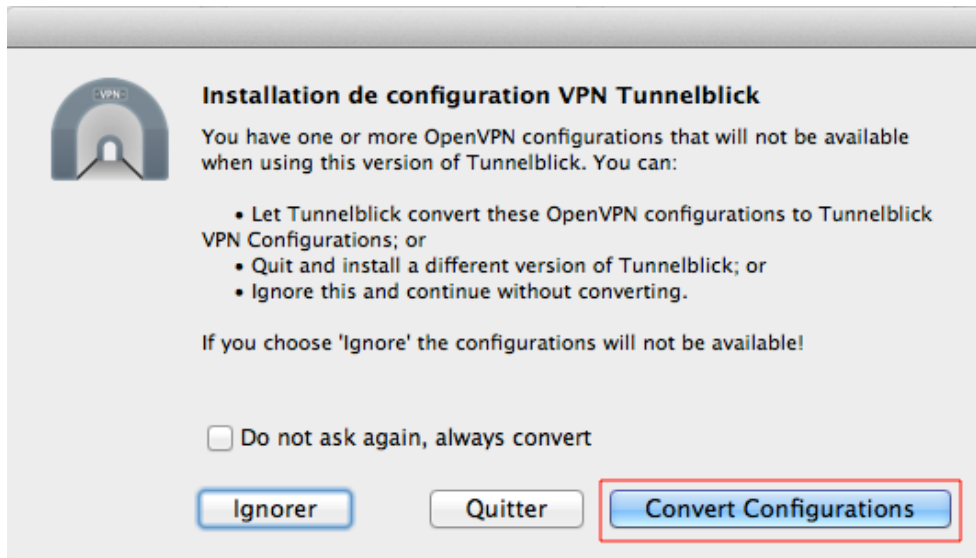 VPN
Installation de configuration VPN Tunnelblick
You have one or more OpenVPN configurations that will not be available
when using this version of Tunnelblick. You can:
• Let Tunnelblick convert these OpenVPN configurations to Tunnelblick
VPN Configurations; or
• Quit and install a different version of Tunnelblick; or
• Ignore this and continue without converting.
If you choose 'Ignore' the configurations will not be available!
Do not ask again, always convert
Ignorer
Quitter
Convert Configurations